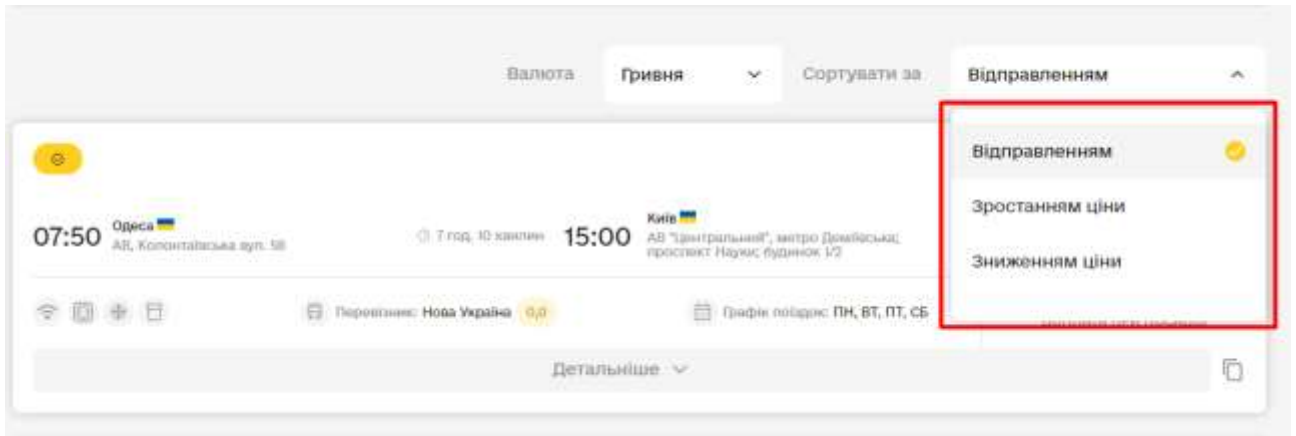 Валюта Гривня Сортувати за Відправленням
Відправленням
Зростанням ціни
Зниженням ціни
07:50 Одеса
АВ, Колонтаївська вул. 58
7 год. 10 хвилин
15:00 Київ
АВ "Центральний", метро Деміївська;
проспект Науки; будинок 1/2
Перевізник: Нова Україна 0,0
Графік поїздок: ПН, ВТ, ПТ, СБ
Детальніше